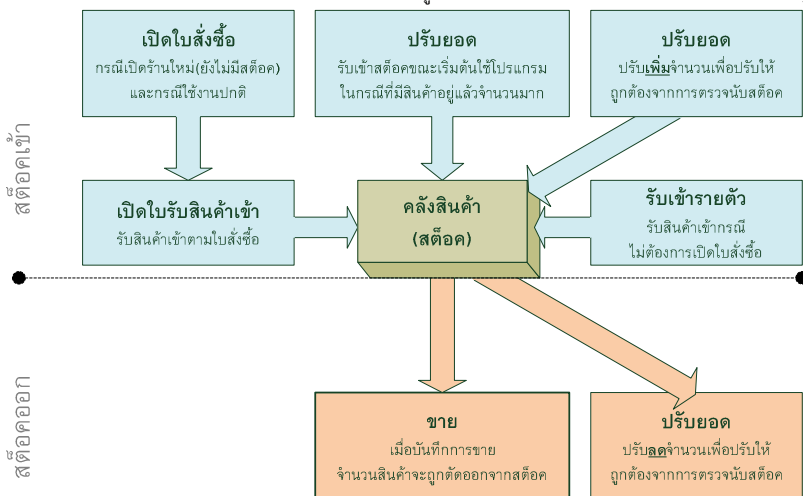 เปิดใบสั่งซื้อ
กรณีเปิดร้านใหม่(ยังไม่มีสต็อค)
และกรณีใช้งานปกติ
ปรับยอด
รับเข้าสต็อคขณะเริ่มต้นใช้โปรแกรม
ในกรณีที่มีสินค้าอยู่แล้วจำนวนมาก
ปรับยอด
ปรับเพิ่มจำนวนเพื่อปรับให้
ถูกต้องจากการตรวจนับสต็อค
สต็อคเข้า
เปิดใบรับสินค้าเข้า
รับสินค้าเข้าตามใบสั่งซื้อ
คลังสินค้า
(สต็อค)
รับเข้ารายตัว
รับสินค้าเข้ากรณี
ไม่ต้องการเปิดใบสั่งซื้อ
สต็อคออก
ขาย
เมื่อบันทึกการขาย
จำนวนสินค้าจะถูกตัดออกจากสต็อค
ปรับยอด
ปรับลดจำนวนเพื่อปรับให้
ถูกต้องจากการตรวจนับสต็อค